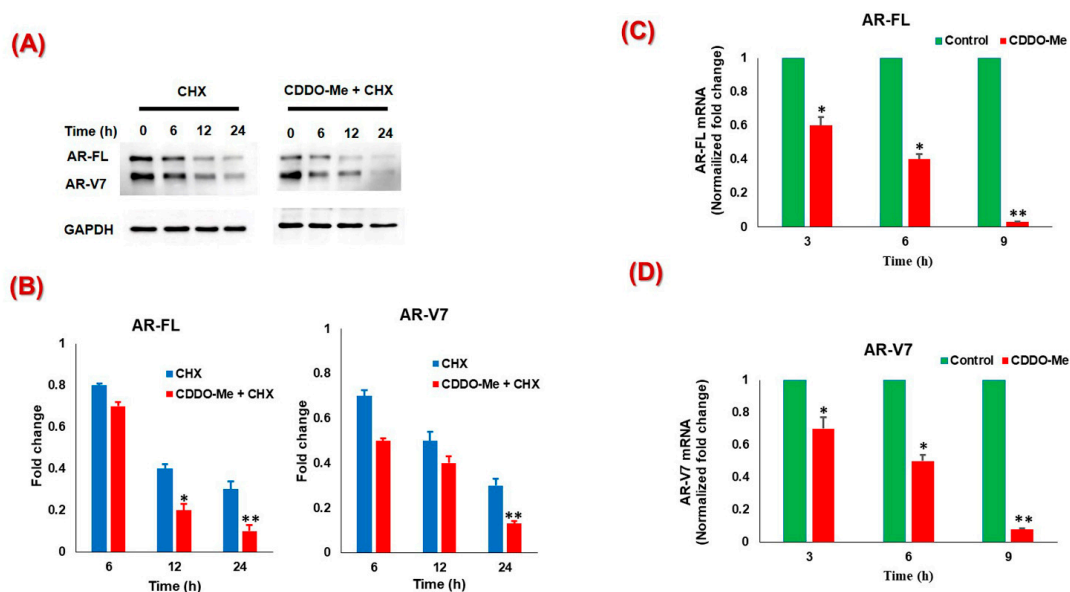 (A)
CHX
CDDO-Me + CHX
Time (h) 0 6 12 24 0 6 12 24
AR-FL
AR-V7
GAPDH
(B)
AR-FL
Fold change
1
0.8
0.6
0.4
0.2
0
CHX
CDDO-Me + CHX
*
**
6 12 24
Time (h)
AR-V7
Fold change
1
0.8
0.6
0.4
0.2
0
CHX
CDDO-Me + CHX
**
6 12 24
Time (h)
(C)
AR-FL
Control CDDO-Me
AR-FL mRNA
(Normailized fold change)
1
0.8
0.6
0.4
0.2
0
*
*
**
3 6 9
Time (h)
(D)
AR-V7
Control CDDO-Me
AR-V7 mRNA
(Normalized fold change)
1
0.8
0.6
0.4
0.2
0
*
*
**
3 6 9
Time (h)